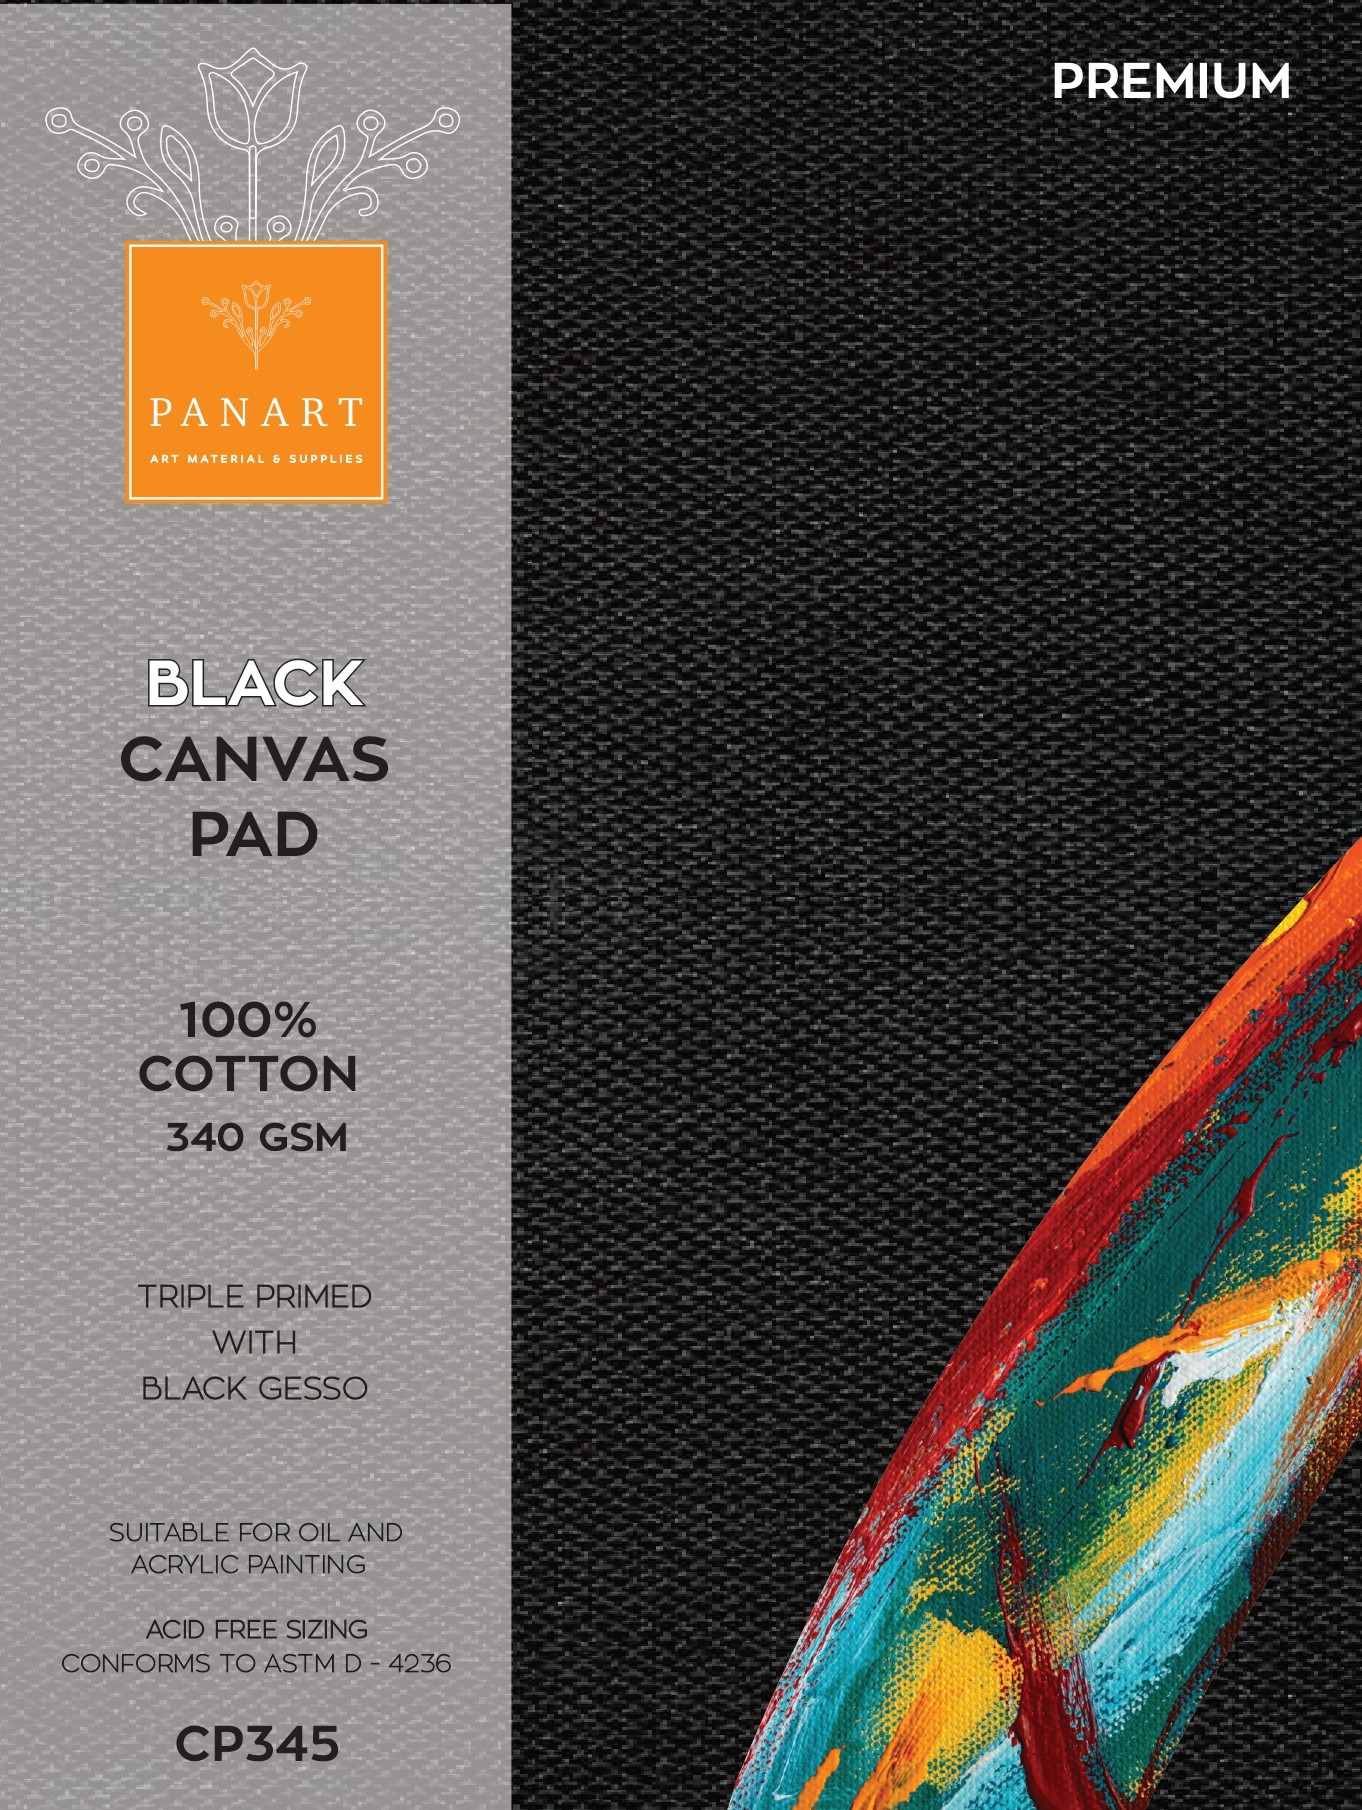 PREMIUM
PANART
ART MATERIAL & SUPPLIES
BLACK
CANVAS
PAD
100%
COTTON
340 GSM
TRIPLE PRIMED
WITH
BLACK GESSO
SUITABLE FOR OIL AND
ACRYLIC PAINTING
ACID FREE SIZING
CONFORMS TO ASTM D - 4236
CP345